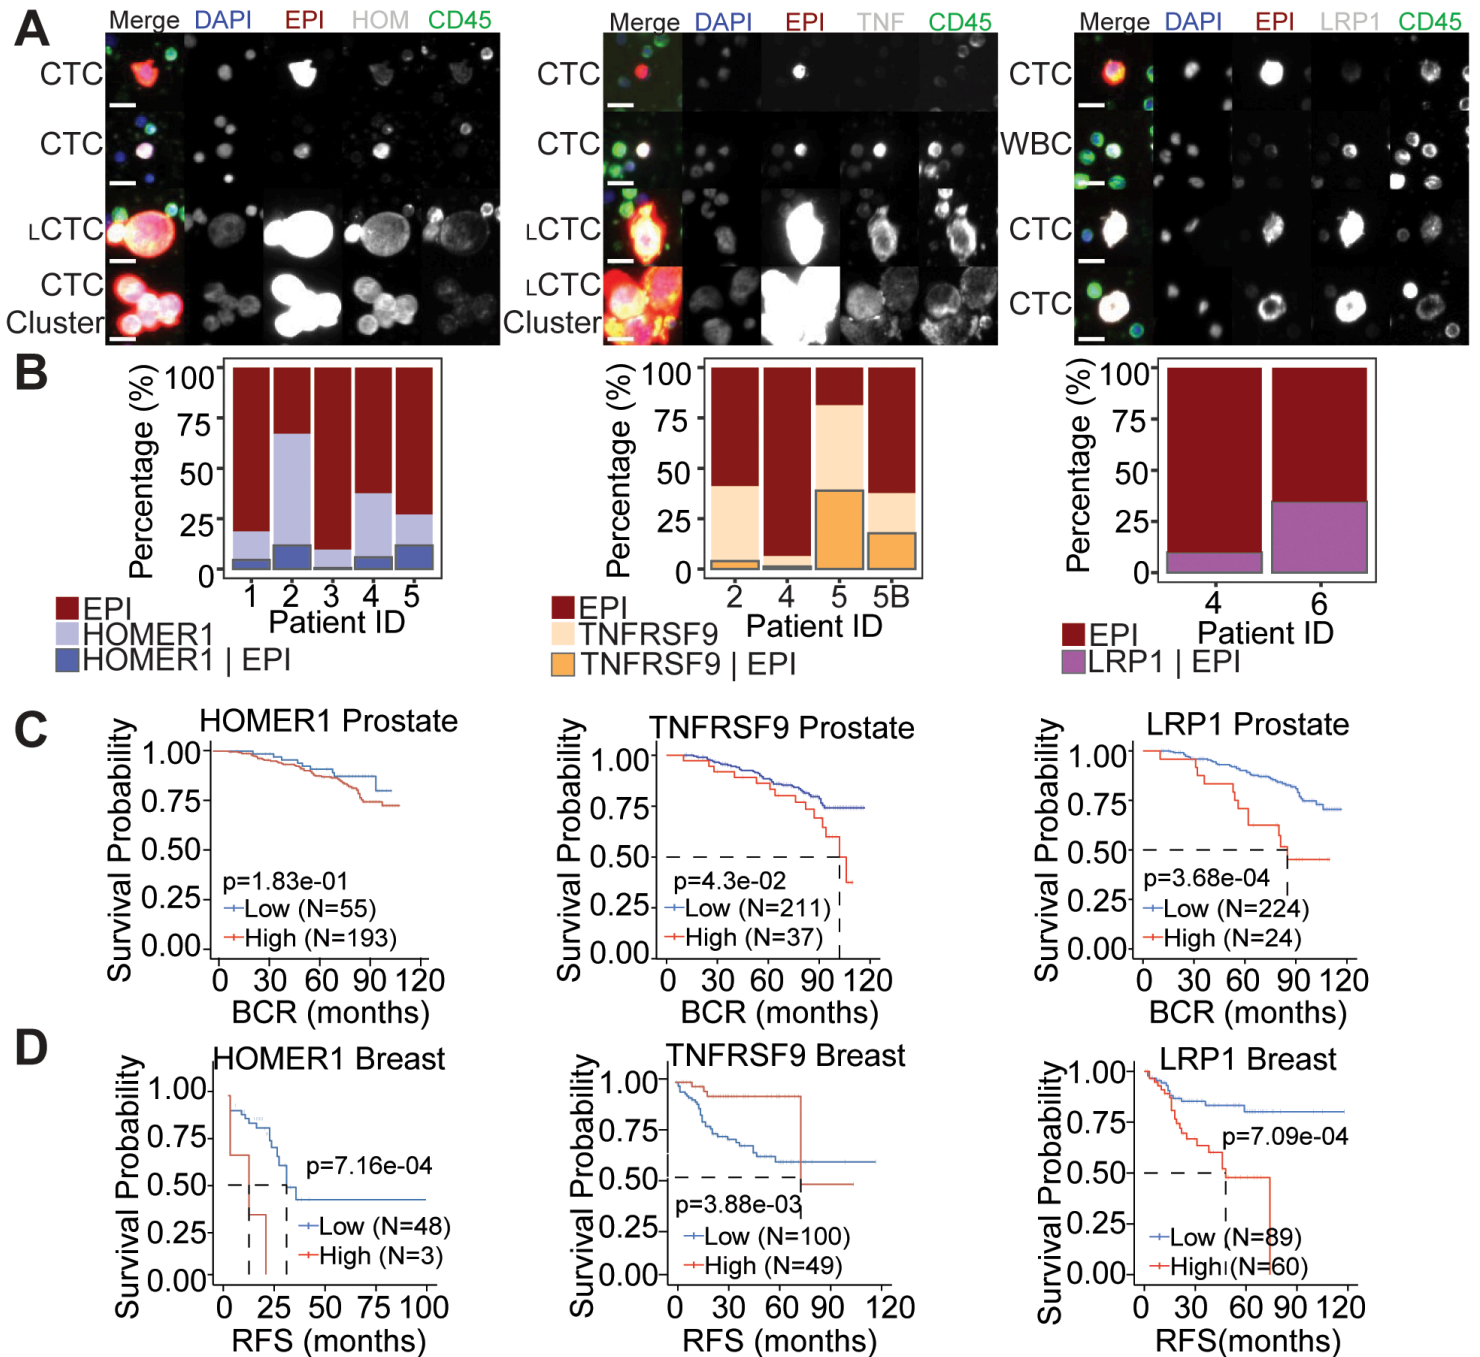 A
Merge DAPI EPI HOM CD45
CTC
CTC
LCTC
CTC
Cluster
Merge DAPI EPI TNF CD45
CTC
CTC
LCTC
LCTC
Cluster
Merge DAPI EPI LRP1 CD45
CTC
WBC
CTC
CTC
B
Percentage (%)
100
75
50
25
0
1 2 3 4 5
Patient ID
EPI
HOMER1
HOMER1 | EPI
Percentage (%)
100
75
50
25
0
2 4 5 5B
Patient ID
EPI
TNFRSF9
TNFRSF9 | EPI
Percentage (%)
100
75
50
25
0
4 6
Patient ID
EPI
LRP1 | EPI
C
HOMER1 Prostate
Survival Probability
1.00
0.75
0.50
0.25
0.00
p=1.83e-01
Low (N=55)
High (N=193)
0 30 60 90 120
BCR (months)
TNFRSF9 Prostate
Survival Probability
1.00
0.75
0.50
0.25
0.00
p=4.3e-02
Low (N=211)
High (N=37)
0 30 60 90 120
BCR (months)
LRP1 Prostate
Survival Probability
1.00
0.75
0.50
0.25
0.00
p=3.68e-04
Low (N=224)
High (N=24)
0 30 60 90 120
BCR (months)
D
HOMER1 Breast
Survival Probability
1.00
0.75
0.50
0.25
0.00
p=7.16e-04
Low (N=48)
High (N=3)
0 25 50 75 100
RFS (months)
TNFRSF9 Breast
Survival Probability
1.00
0.75
0.50
0.25
0.00
p=3.88e-03
Low (N=100)
High (N=49)
0 30 60 90 120
RFS (months)
LRP1 Breast
Survival Probability
1.00
0.75
0.50
0.25
0.00
p=7.09e-04
Low (N=89)
High (N=60)
0 30 60 90 120
RFS(months)